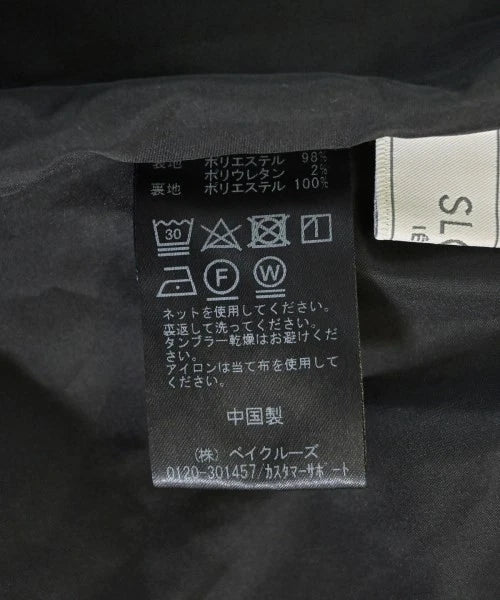 表地 ポリエステル 98%
ポリウレタン 2%
裏地 ポリエステル 100%
30
F W
ネットを使用してください。
裏返して洗ってください。
タンブラー乾燥はお避けくださ
い。
アイロンは当て布を使用してく
ださい。
中国製
(株) ベイクルーズ
0120-301457/カスタマーサポート
SL